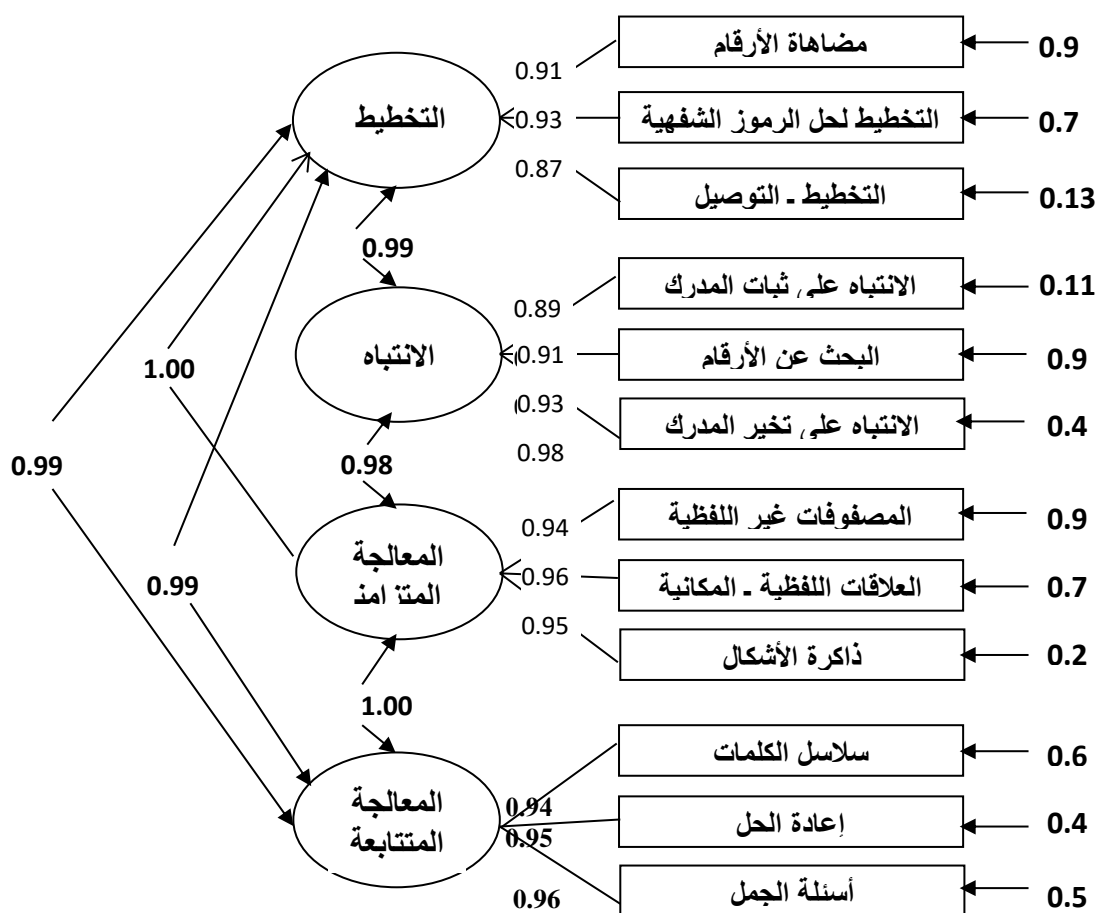 مضاهاة الأرقام
0.9
0.91
التخطيط
0.93
التخطيط لحل الرموز الشفهية
0.7
0.87
التخطيط ـ التوصيل
0.13
0.99
الانتباه على ثبات المدرك
0.11
0.89
الانتباه
0.91
البحث عن الأرقام
0.9
1.00
0.93
الانتباه على تخير المدرك
0.4
0.99
0.98
0.98
المصفوفات غير اللفظية
0.9
0.94
المعالجة
المتزامنـ
0.96
العلاقات اللفظية ـ المكانية
0.7
0.99
0.95
ذاكرة الأشكال
0.2
1.00
سلاسل الكلمات
0.6
المعالجة
المتتابعة
0.94
0.95
إعادة الحل
0.4
0.96
أسئلة الجمل
0.5